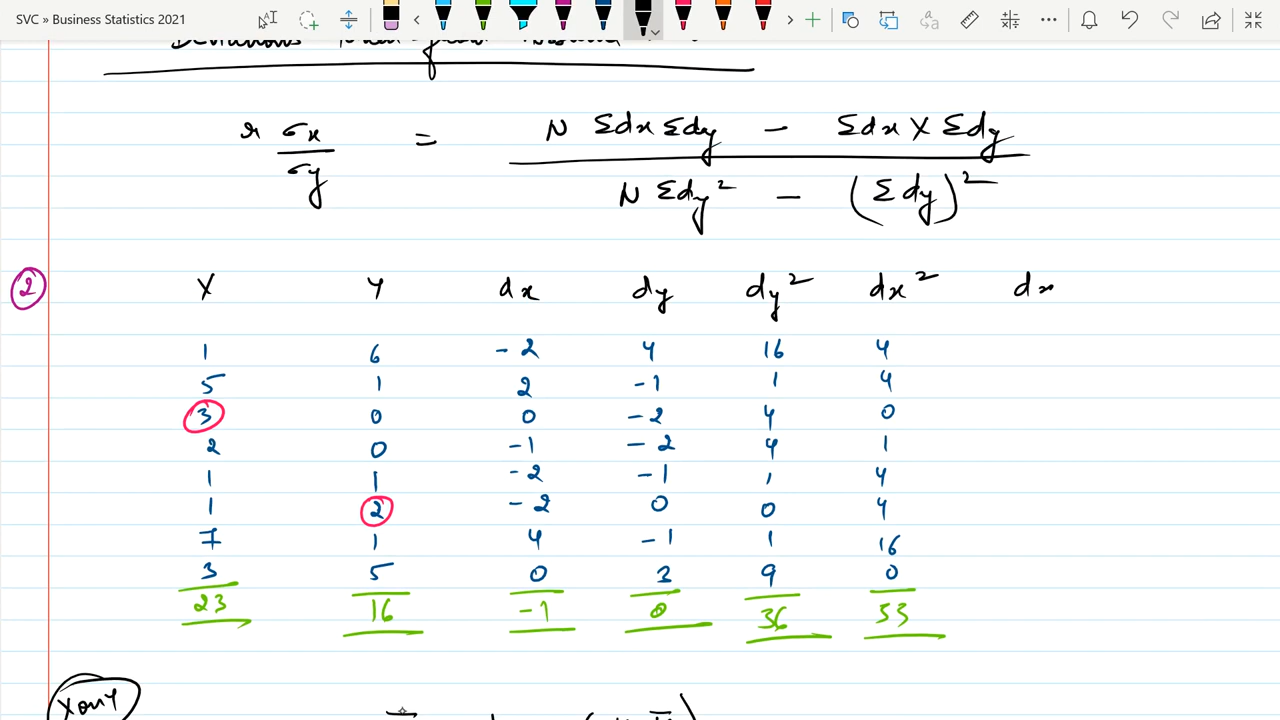 SVC » Business Statistics 2021
r σx / σy = N Σdx Σdy − Σdx X Σdy / N Σdy² − (Σdy)²
2 X Y dx dy dy² dx² dx
1 6 -2 4 16 4
5 1 2 -1 1 4
3 0 0 -2 4 0
2 0 -1 -2 4 1
1 1 -2 -1 1 4
1 2 -2 0 0 4
7 1 4 -1 1 16
3 5 0 3 9 0
23 16 -1 0 36 33
X on Y